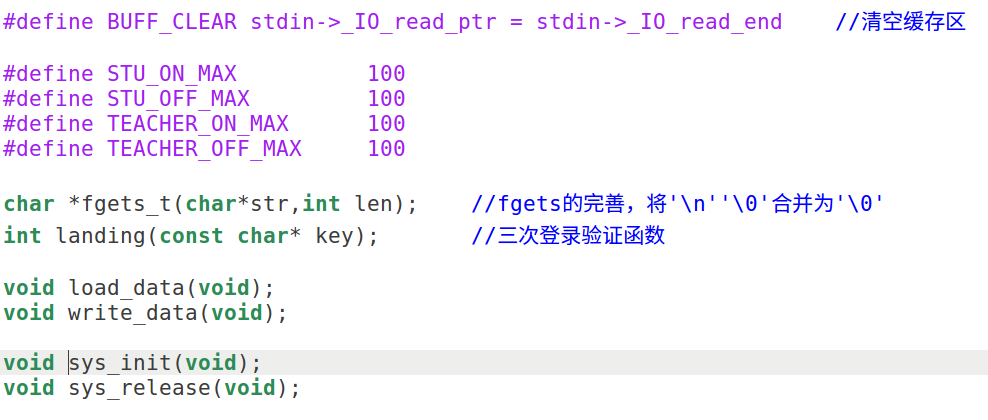 #define BUFF_CLEAR stdin->_IO_read_ptr = stdin->_IO_read_end    //清空缓存区
#define STU_ON_MAX          100
#define STU_OFF_MAX         100
#define TEACHER_ON_MAX      100
#define TEACHER_OFF_MAX     100
char *fgets_t(char*str,int len);    //fgets的完善，将'\n''\0'合并为'\0'
int landing(const char* key);       //三次登录验证函数
void load_data(void);
void write_data(void);
void sys_init(void);
void sys_release(void);